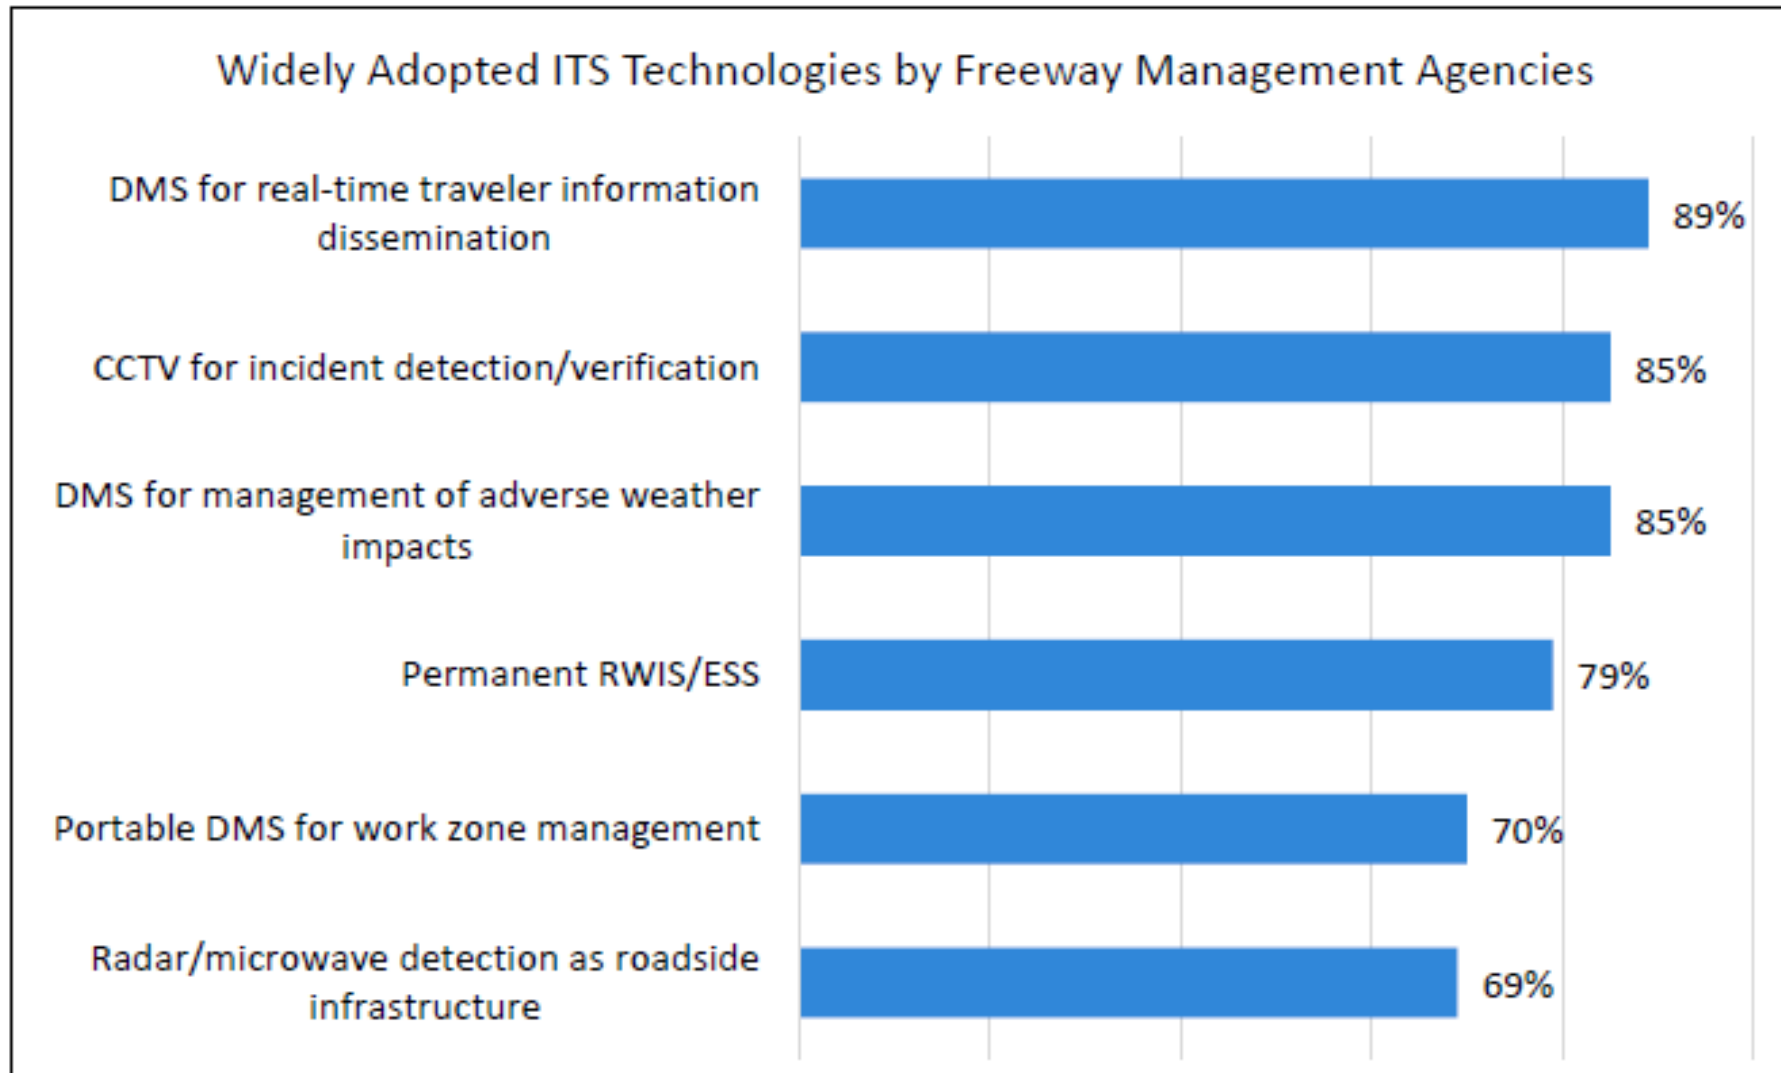 Widely Adopted ITS Technologies by Freeway Management Agencies
DMS for real-time traveler information
dissemination
89%
CCTV for incident detection/verification
85%
DMS for management of adverse weather
impacts
85%
Permanent RWIS/ESS
79%
Portable DMS for work zone management
70%
Radar/microwave detection as roadside
infrastructure
69%